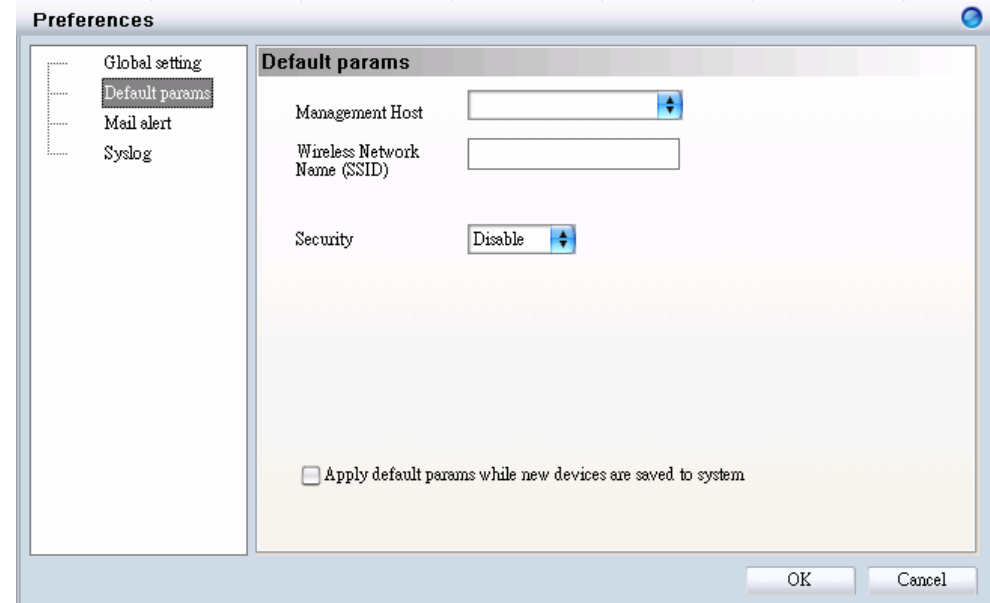 Preferences
Global setting
Default params
Mail alert
Syslog
Default params
Management Host
Wireless Network
Name (SSID)
Security
Disable
Apply default params while new devices are saved to system
OK
Cancel